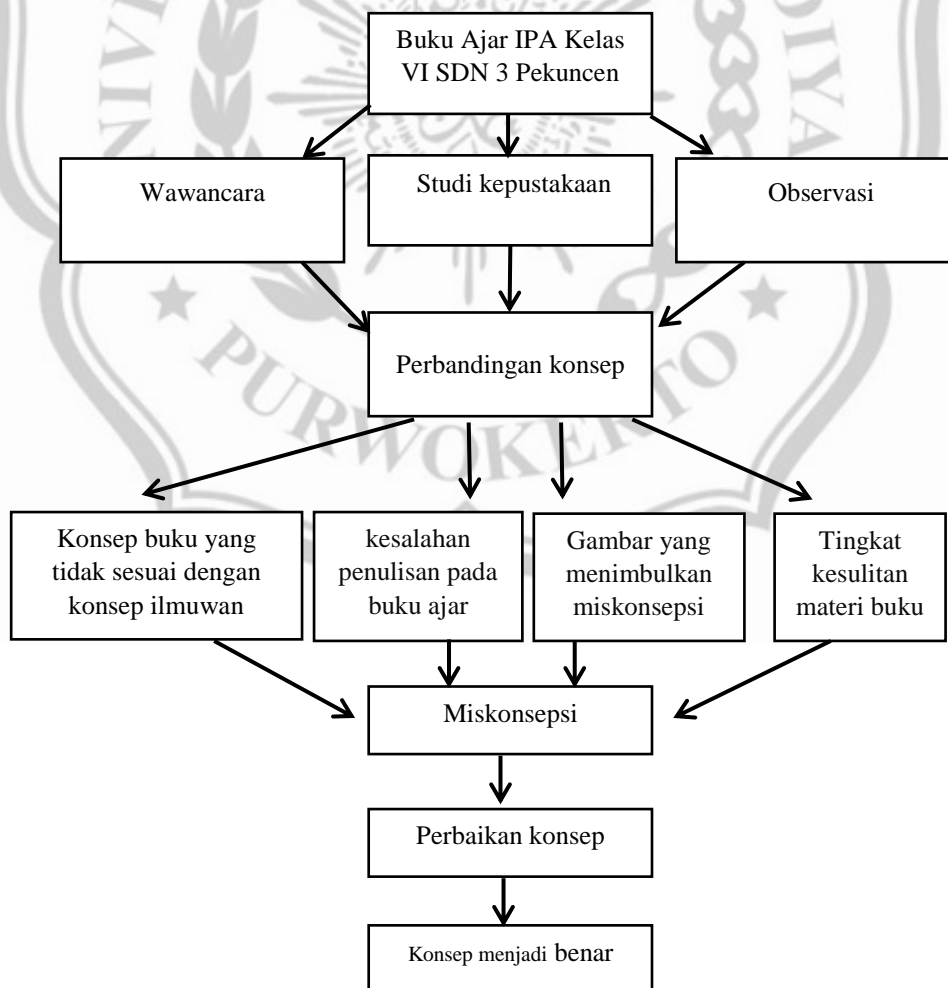 Buku Ajar IPA Kelas
VI SDN 3 Pekuncen
Wawancara
Studi kepustakaan
Observasi
Perbandingan konsep
PURWOKERTO
Konsep buku yang
tidak sesuai dengan
konsep ilmuwan
kesalahan
penulisan pada
buku ajar
Gambar yang
menimbulkan
miskonsepsi
Tingkat
kesulitan
materi buku
Miskonsepsi
Perbaikan konsep
Konsep menjadi benar